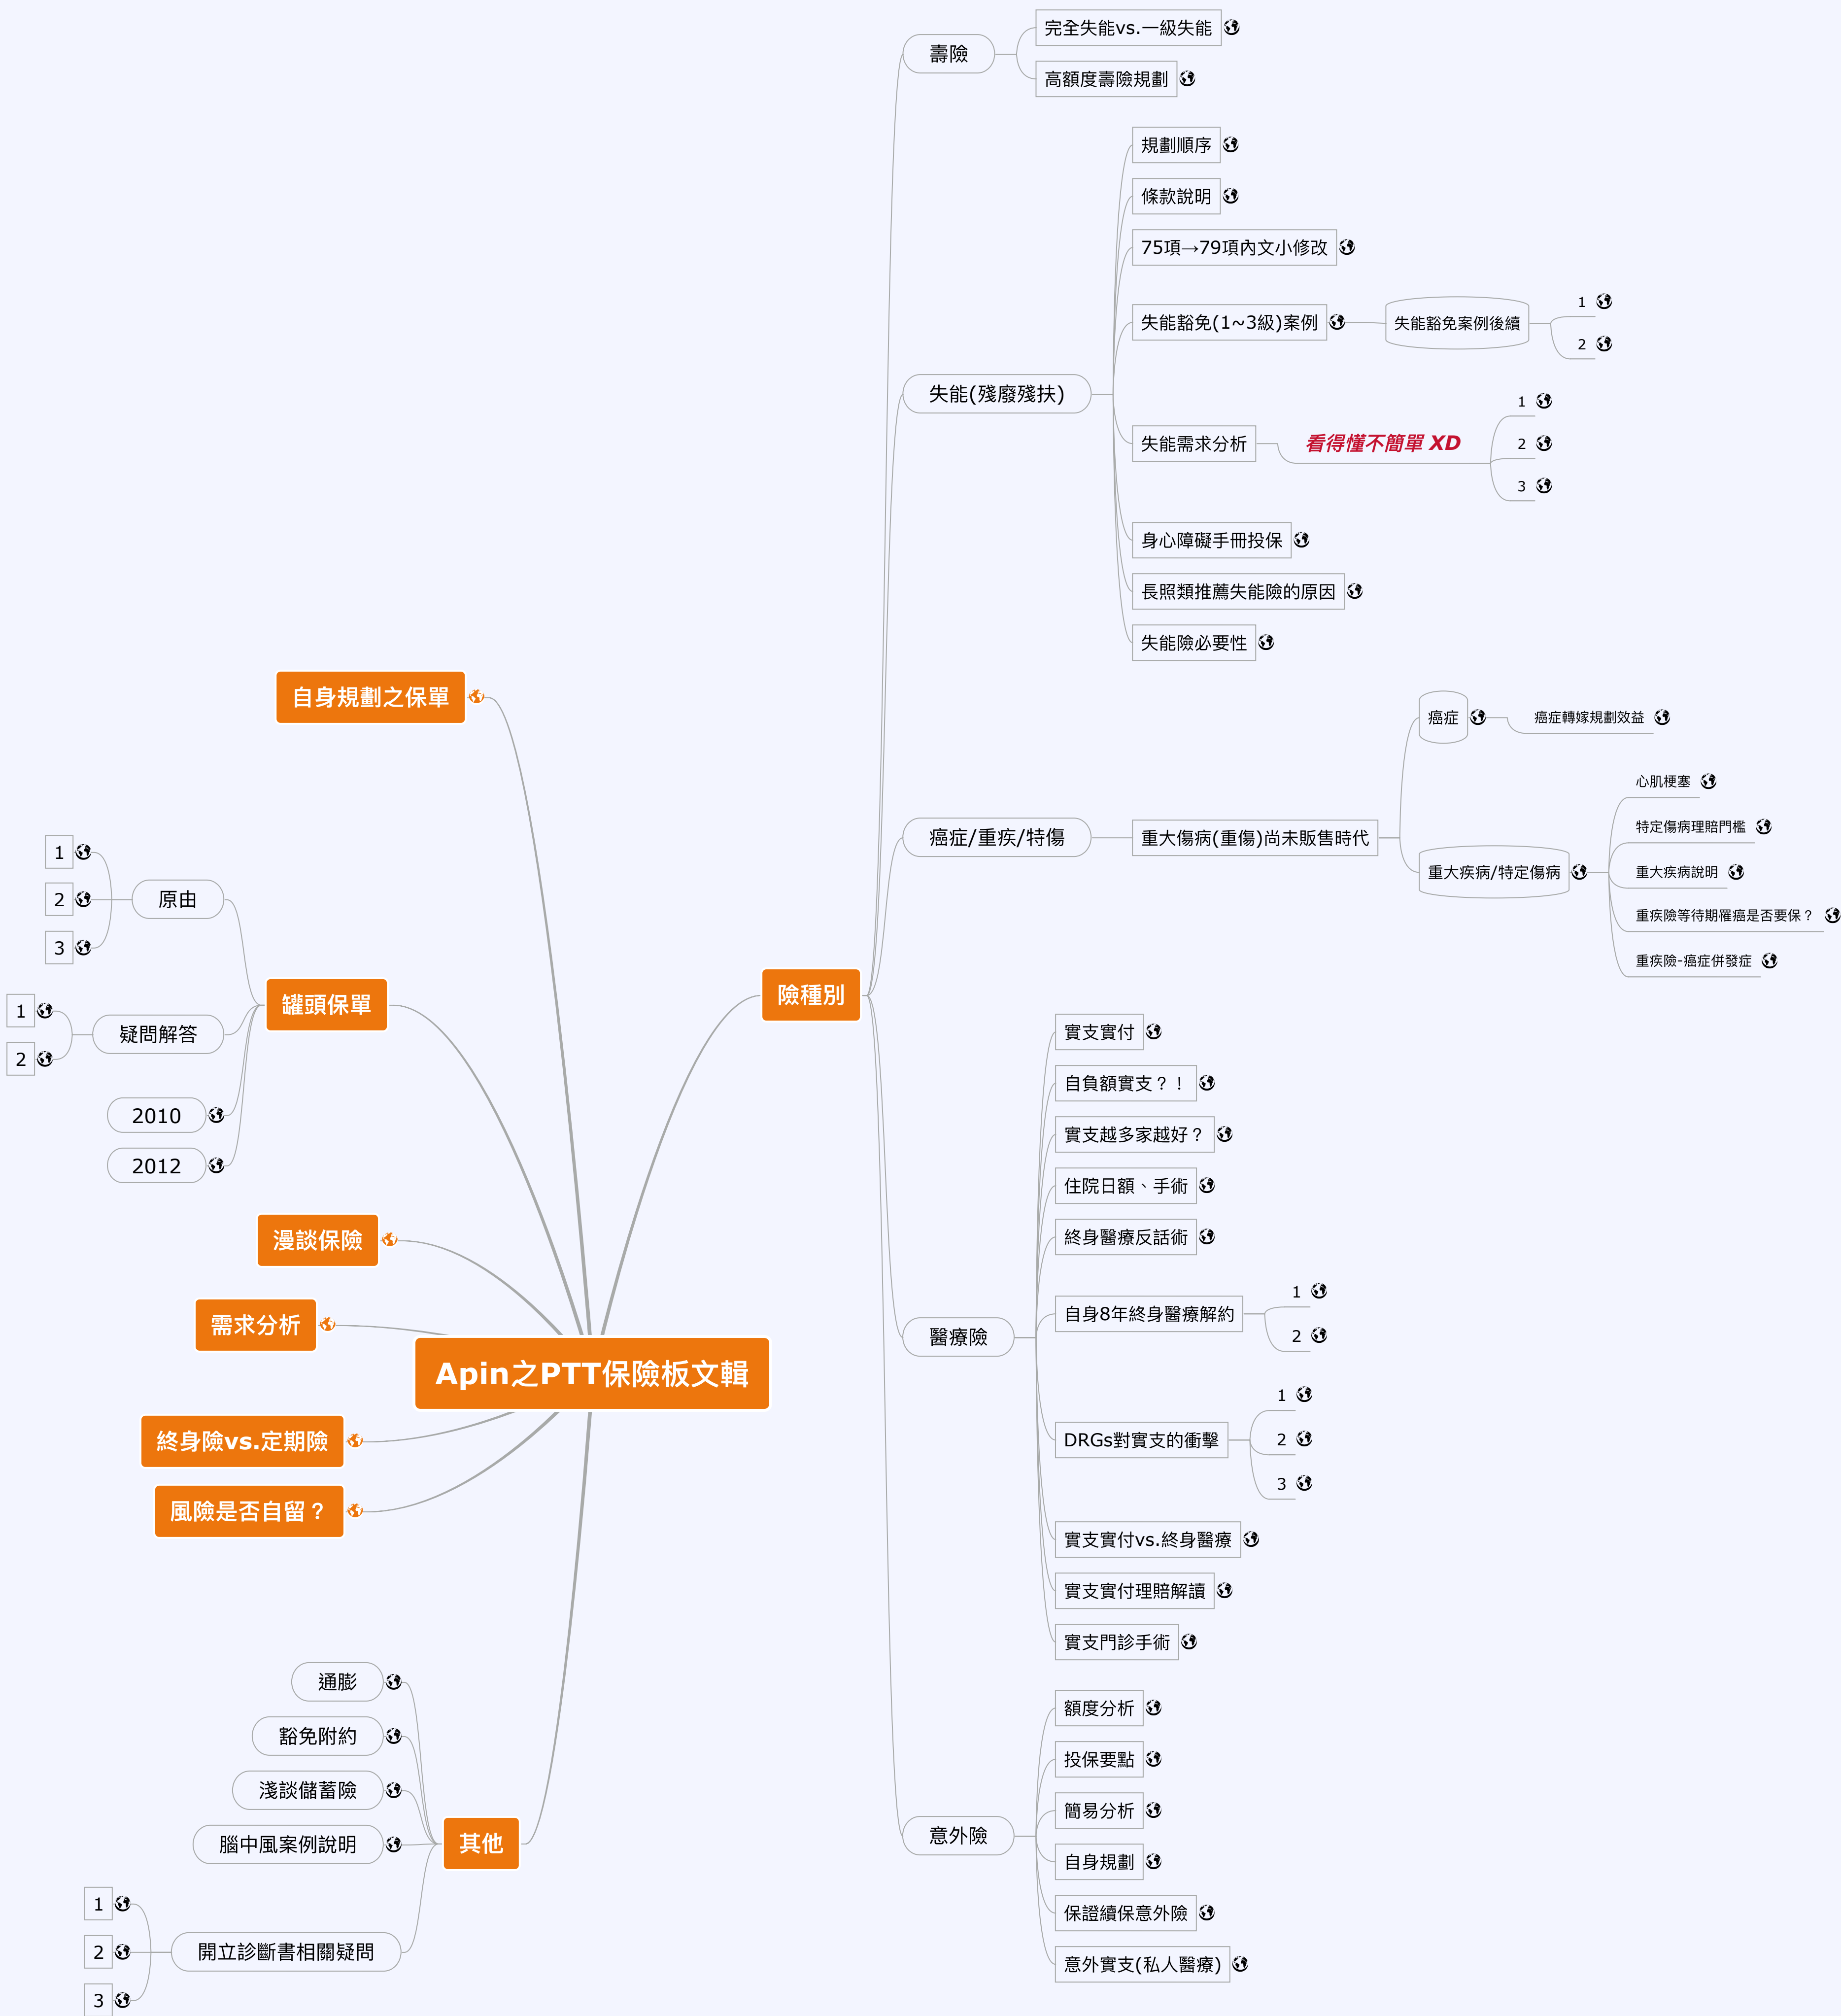 Apin之PTT保險板文輯
險種別
壽險
完全失能vs.一級失能
高額度壽險規劃
失能(殘廢殘扶)
規劃順序
條款說明
75項→79項內文小修改
失能豁免(1~3級)案例
失能豁免案例後續
1
2
失能需求分析
看得懂不簡單 XD
1
2
3
身心障礙手冊投保
長照類推薦失能險的原因
失能險必要性
癌症/重疾/特傷
重大傷病(重傷)尚未販售時代
癌症
癌症轉嫁規劃效益
重大疾病/特定傷病
心肌梗塞
特定傷病理賠門檻
重大疾病說明
重疾險等待期罹癌是否要保？
重疾險-癌症併發症
醫療險
實支實付
自負額實支？！
實支越多家越好？
住院日額、手術
終身醫療反話術
自身8年終身醫療解約
1
2
DRGs對實支的衝擊
1
2
3
實支實付vs.終身醫療
實支實付理賠解讀
實支門診手術
意外險
額度分析
投保要點
簡易分析
自身規劃
保證續保意外險
意外實支(私人醫療)
自身規劃之保單
罐頭保單
原由
1
2
3
疑問解答
1
2
2010
2012
漫談保險
需求分析
終身險vs.定期險
風險是否自留？
其他
通膨
豁免附約
淺談儲蓄險
腦中風案例說明
開立診斷書相關疑問
1
2
3